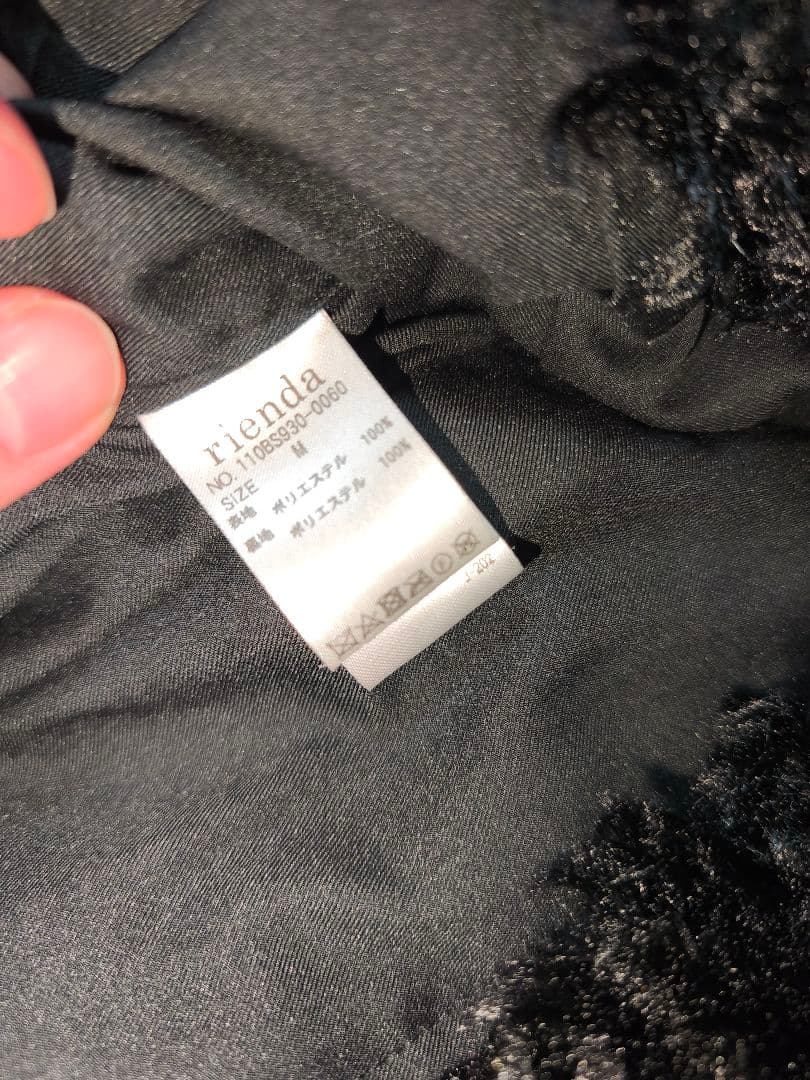 rienda
NO. 110BS930-0060
SIZE M
表地 ポリエステル 100%
裏地 ポリエステル 100%
J-202